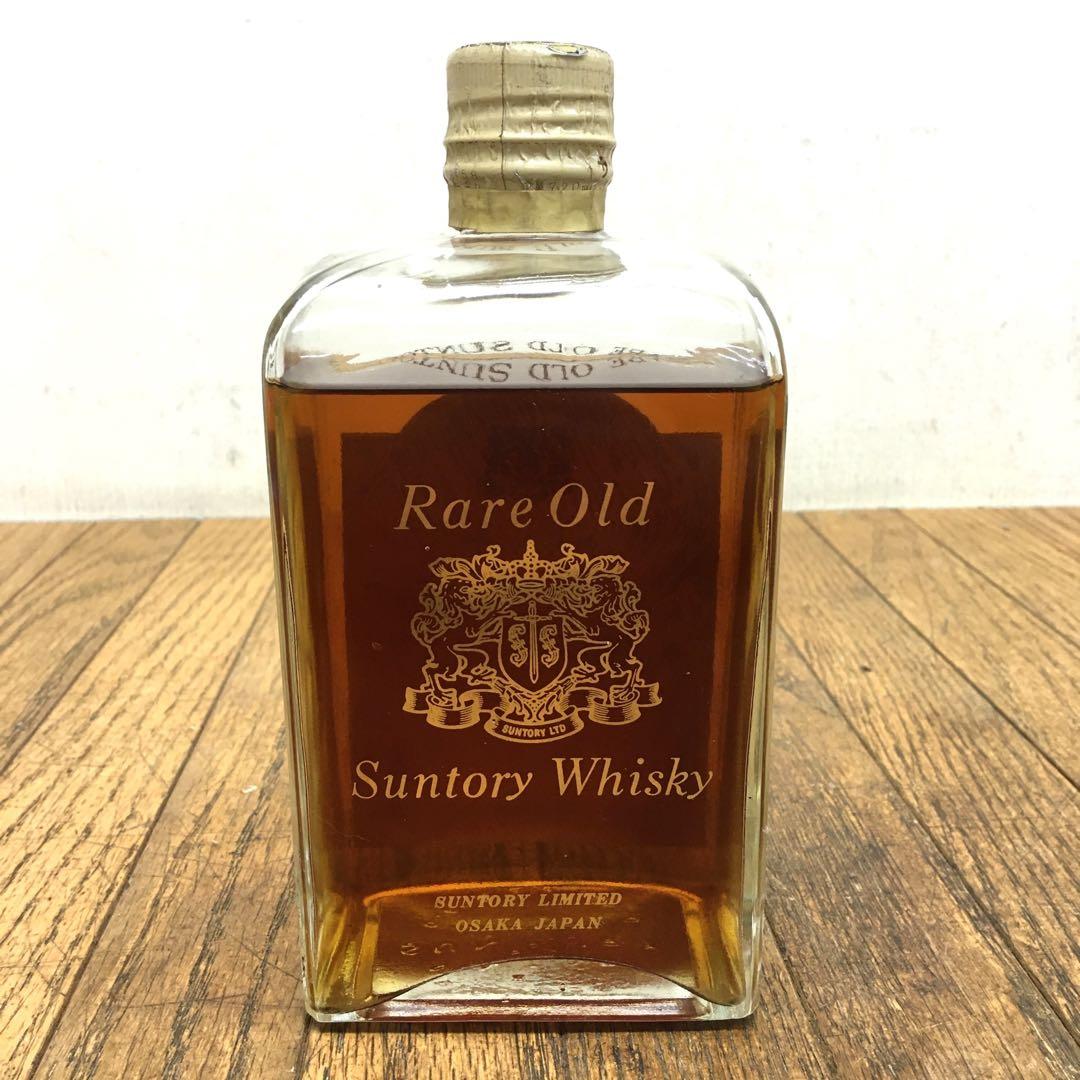 Rare Old
SUNTORY LTD
Suntory Whisky
SUNTORY LIMITED
OSAKA JAPAN